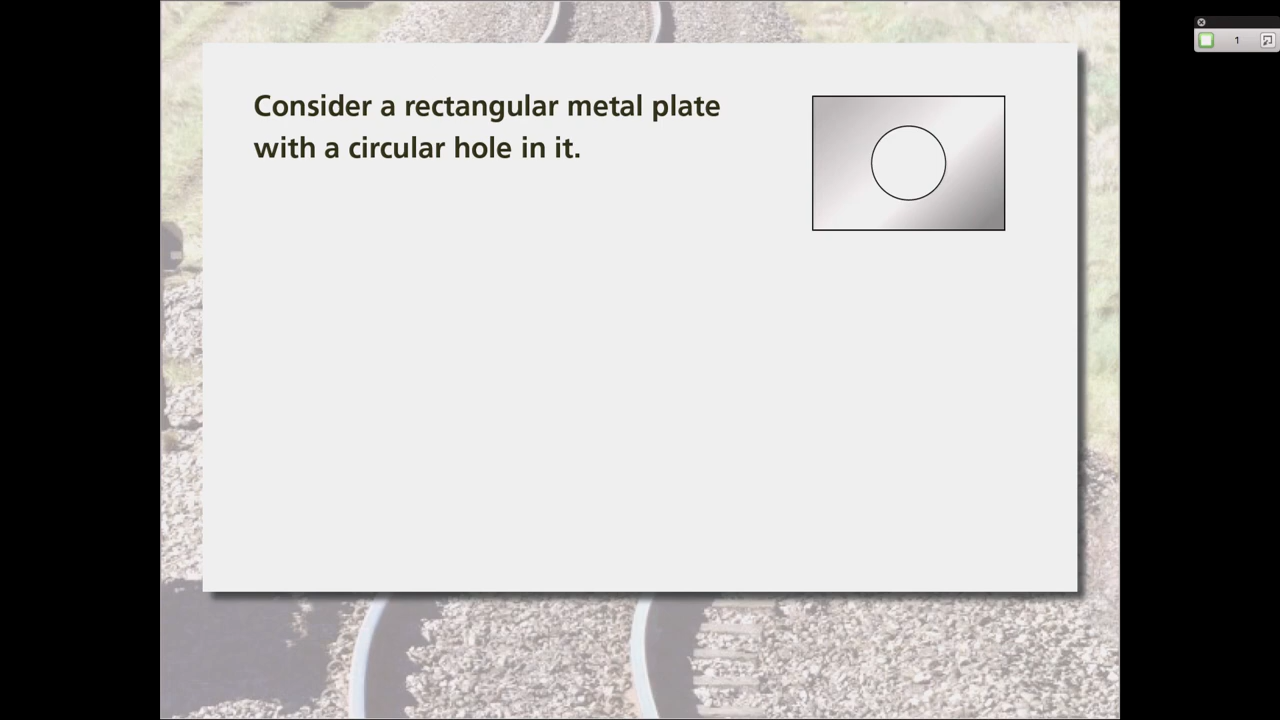 Consider a rectangular metal plate
with a circular hole in it.
1